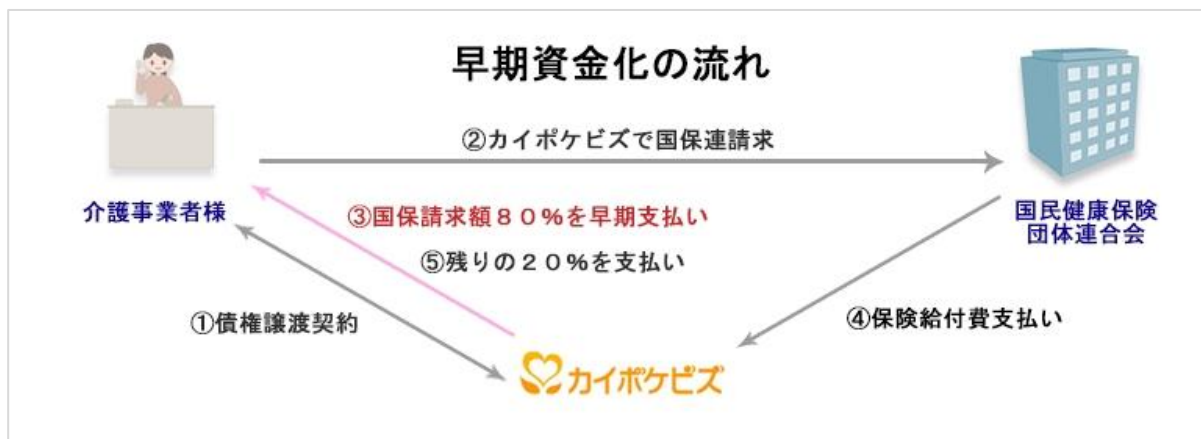 早期資金化の流れ
②カイポケビズで国保連請求
介護事業者様
③国保請求額８０％を早期支払い
国民健康保険
団体連合会
⑤残りの２０％を支払い
①債権譲渡契約
④保険給付費支払い
カイポケビズ